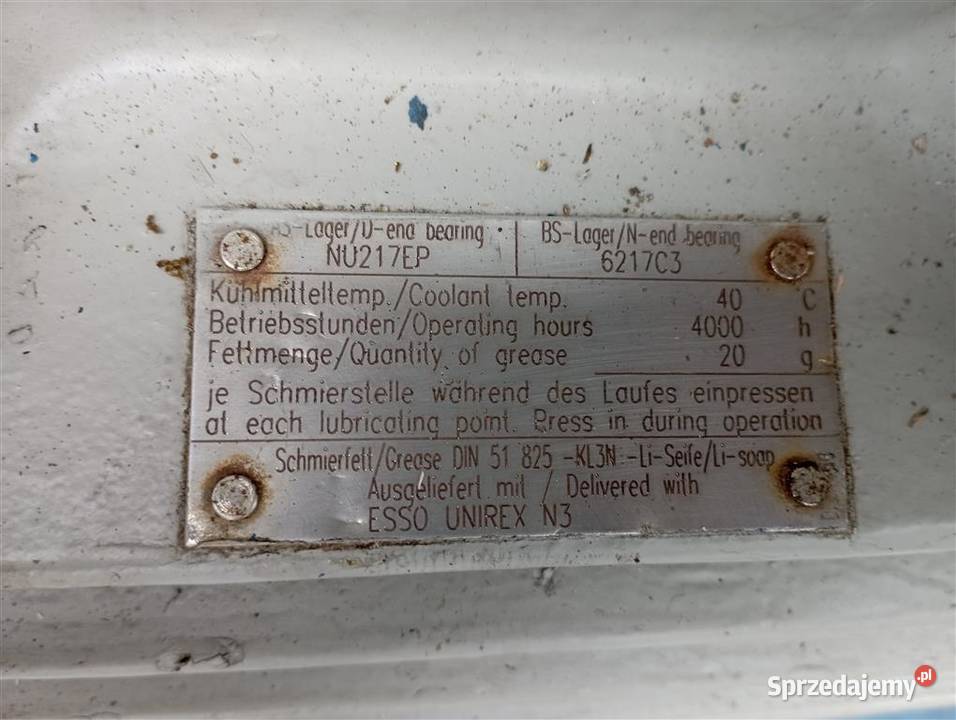 AS-Lager/D-end bearing
NU217EP
BS-Lager/N-end bearing
6217C3
Kühlmitteltemp./Coolant temp. 40 C
Betriebsstunden/Operating hours 4000 h
Fettmenge/Quantity of grease 20 g
je Schmierstelle während des Laufes einpressen
at each lubricating point. Press in during operation
Schmierfett/Grease DIN 51 825 -KL3N -Li-Seife/Li-soap
Ausgeliefert mit / Delivered with
ESSO UNIREX N3
Sprzedajemy.pl